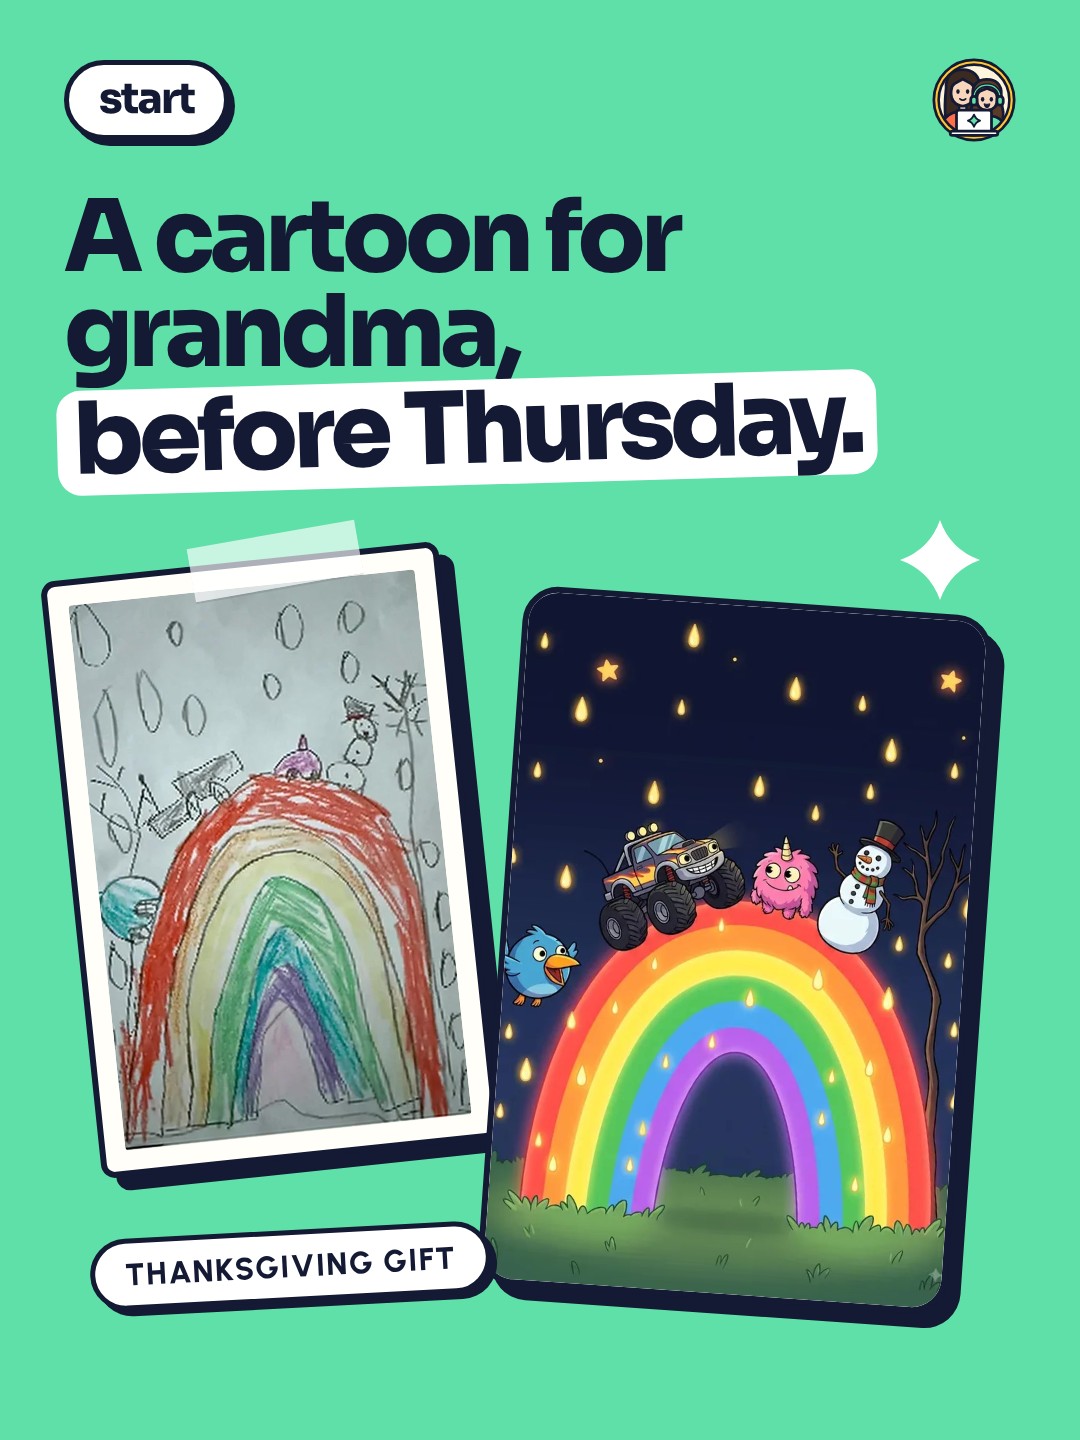 start
A cartoon for
grandma,
before Thursday.
THANKSGIVING GIFT